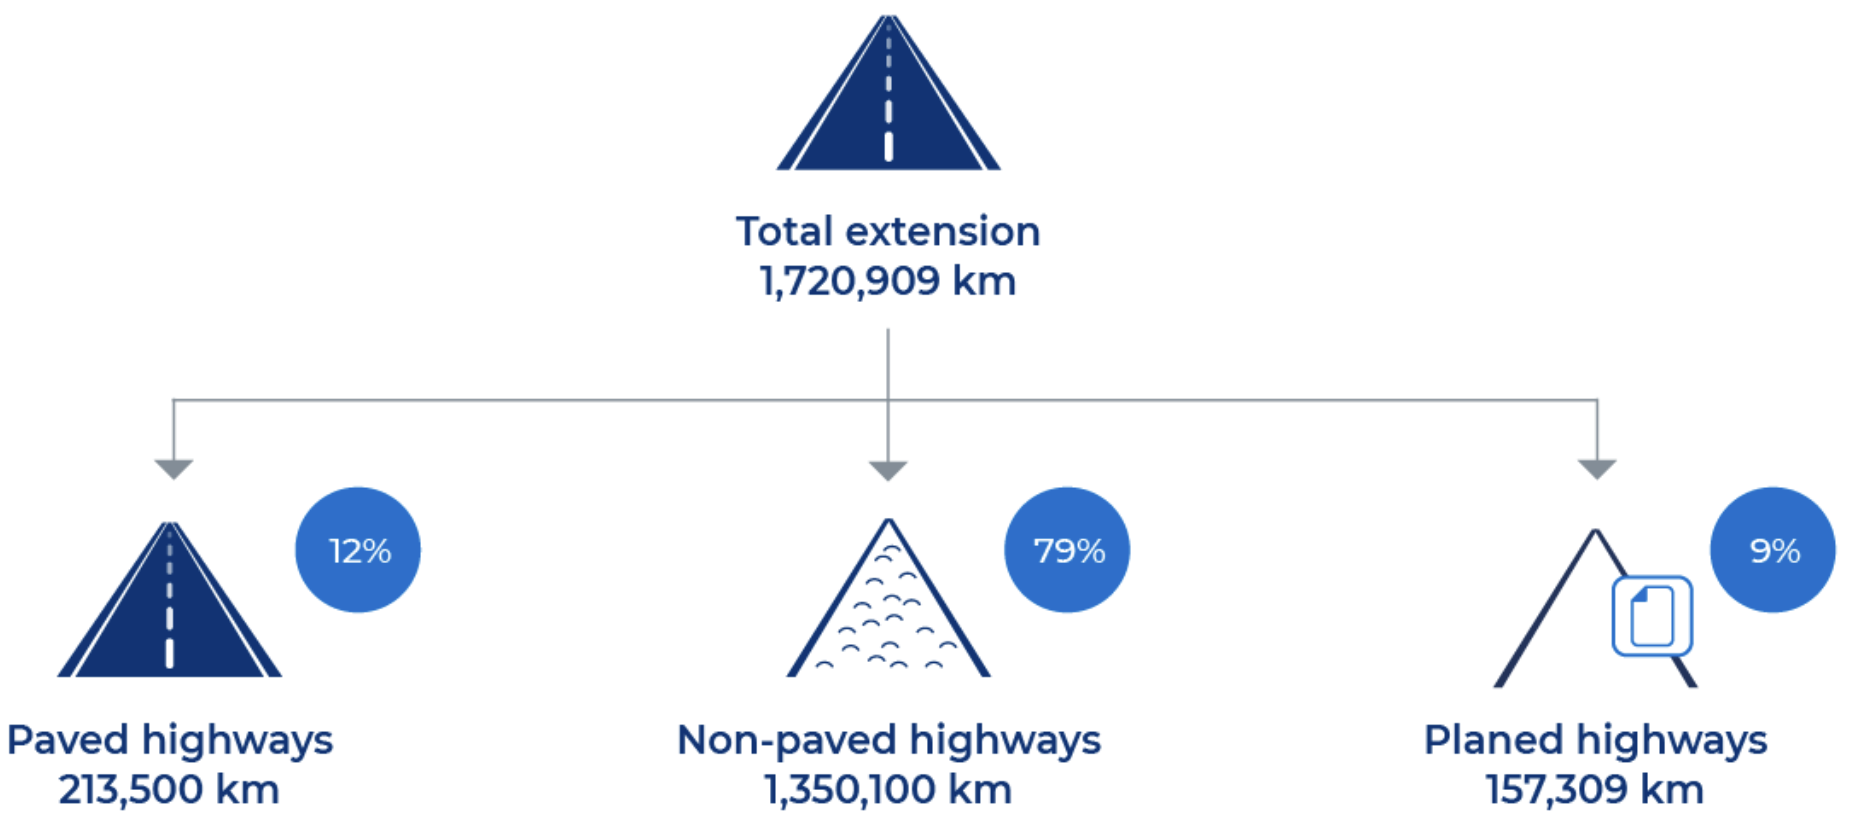 Total extension
1,720,909 km
12%
79%
9%
Paved highways
213,500 km
Non-paved highways
1,350,100 km
Planed highways
157,309 km